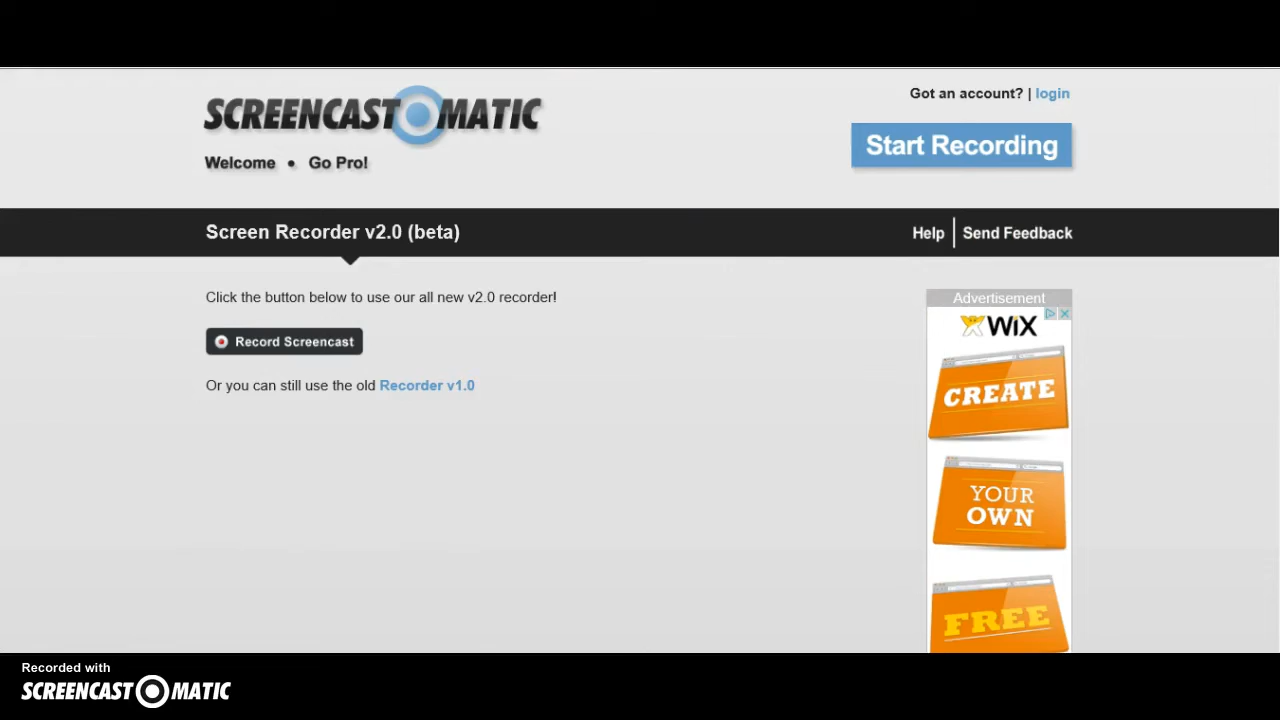 SCREENCAST O MATIC
Got an account? | login
Start Recording
Welcome • Go Pro!
Screen Recorder v2.0 (beta)
Help | Send Feedback
Click the button below to use our all new v2.0 recorder!
Record Screencast
Or you can still use the old Recorder v1.0
Advertisement
WiX
CREATE
YOUR
OWN
FREE
Recorded with
SCREENCAST O MATIC